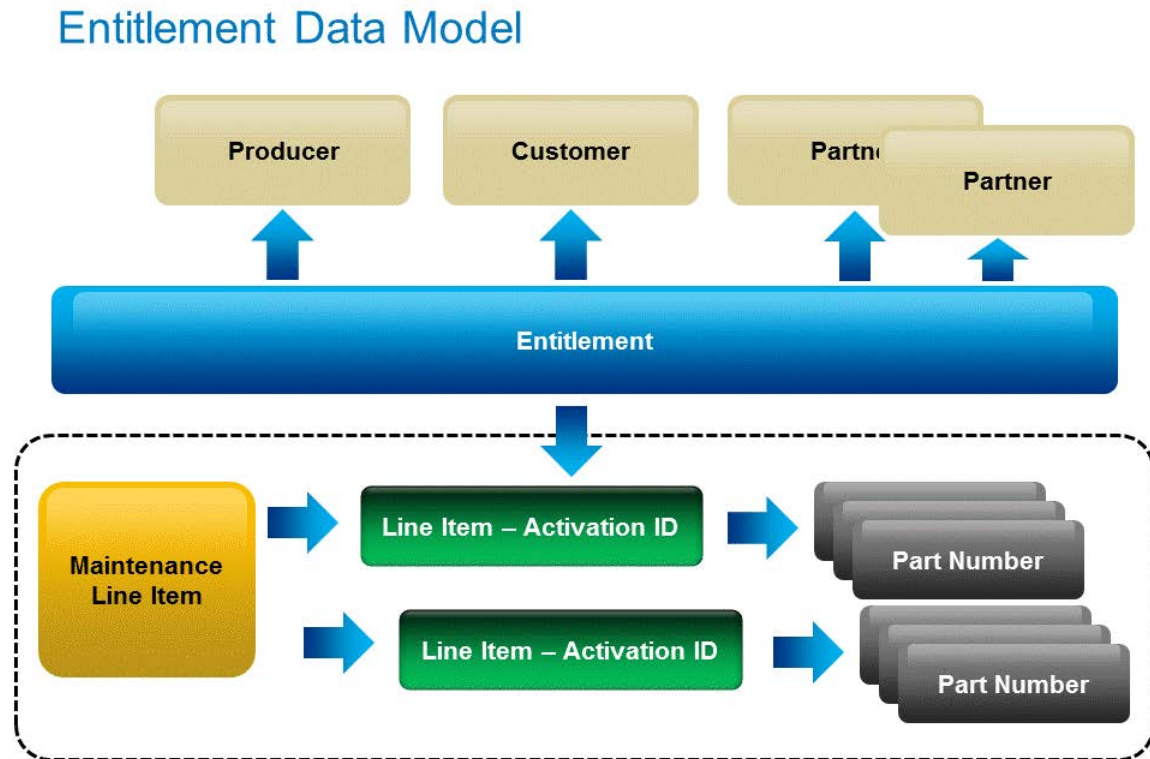 Entitlement Data Model
Producer
Customer
Partne
Partner
Entitlement
Maintenance
Line Item
Line Item – Activation ID
Part Number
Line Item – Activation ID
Part Number